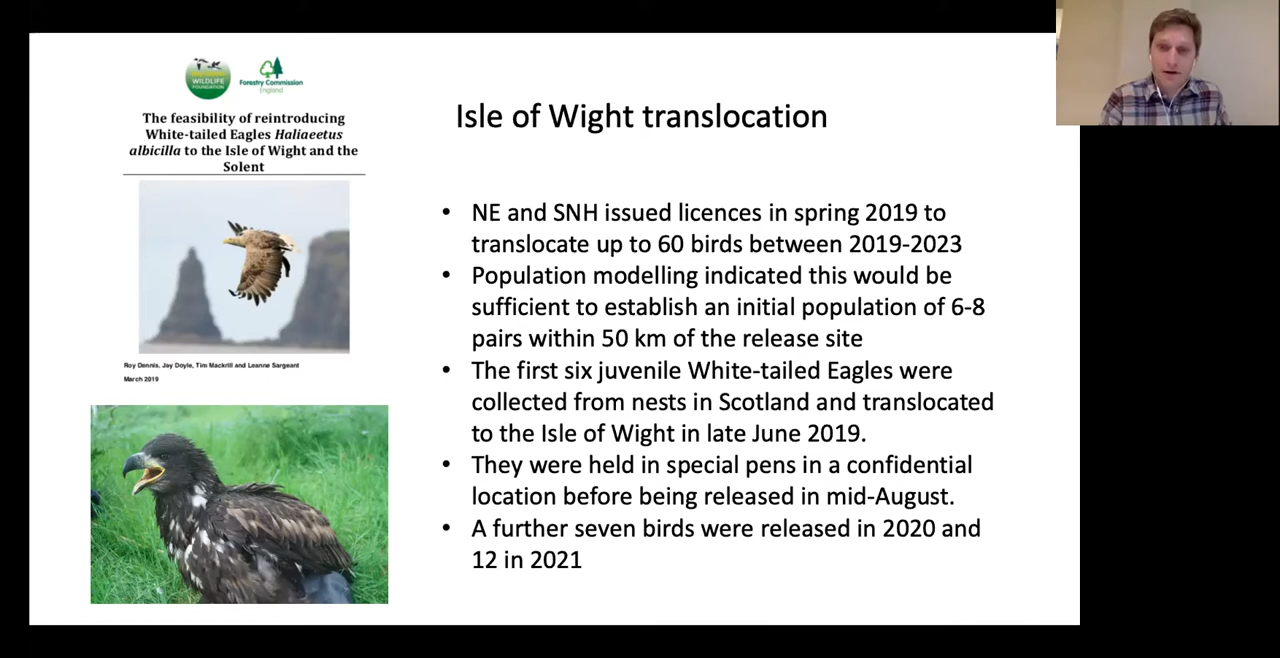 WILDLIFE
FOUNDATION
Forestry Commission
England
The feasibility of reintroducing
White-tailed Eagles Haliaeetus
albicilla to the Isle of Wight and the
Solent
Roy Dennis, Jay Doyle, Tim Mackrill and Leanne Sargeant
March 2019
Isle of Wight translocation
• NE and SNH issued licences in spring 2019 to
translocate up to 60 birds between 2019-2023
• Population modelling indicated this would be
sufficient to establish an initial population of 6-8
pairs within 50 km of the release site
• The first six juvenile White-tailed Eagles were
collected from nests in Scotland and translocated
to the Isle of Wight in late June 2019.
• They were held in special pens in a confidential
location before being released in mid-August.
• A further seven birds were released in 2020 and
12 in 2021